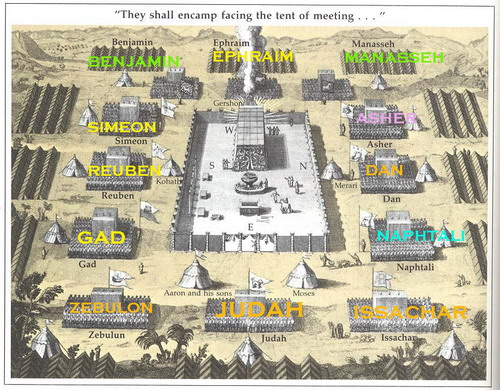 "They shall encamp facing the tent of meeting . . ."
Benjamin Ephraim Manasseh
BENJAMIN EPHRAIM MANASSEH
Gershon
SIMEON ASHER
W
Simeon Asher
REUBEN S N DAN
Kohath Merari
Reuben Dan
E
GAD NAPHTALI
Gad Naphtali
Aaron and his sons Moses
ZEBULON JUDAH ISSACHAR
Zebulun Judah Issachar